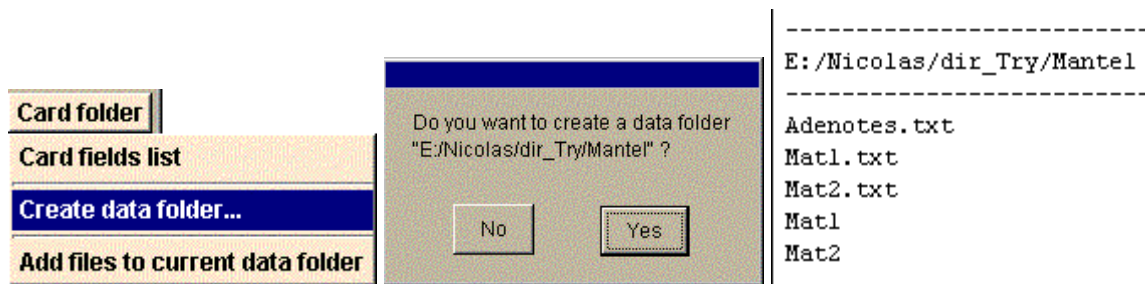 Card folder
Card fields list
Create data folder...
Add files to current data folder
Do you want to create a data folder
"E:/Nicolas/dir_Try/Mantel" ?
No
Yes
---------------------------
E:/Nicolas/dir_Try/Mantel
---------------------------
Adenotes.txt
Mat1.txt
Mat2.txt
Mat1
Mat2